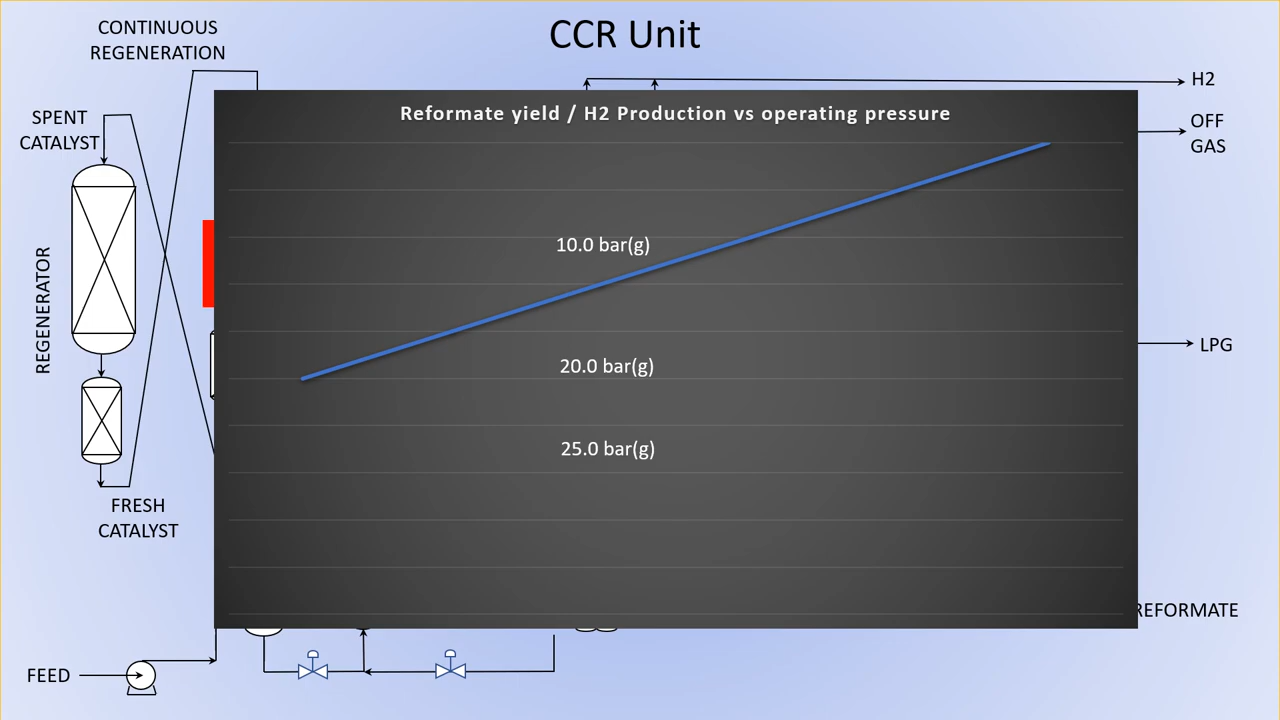 CCR Unit
CONTINUOUS
REGENERATION
H2
SPENT
CATALYST
Reformate yield / H2 Production vs operating pressure
OFF
GAS
10.0 bar(g)
REGENERATOR
LPG
20.0 bar(g)
25.0 bar(g)
FRESH
CATALYST
REFORMATE
FEED